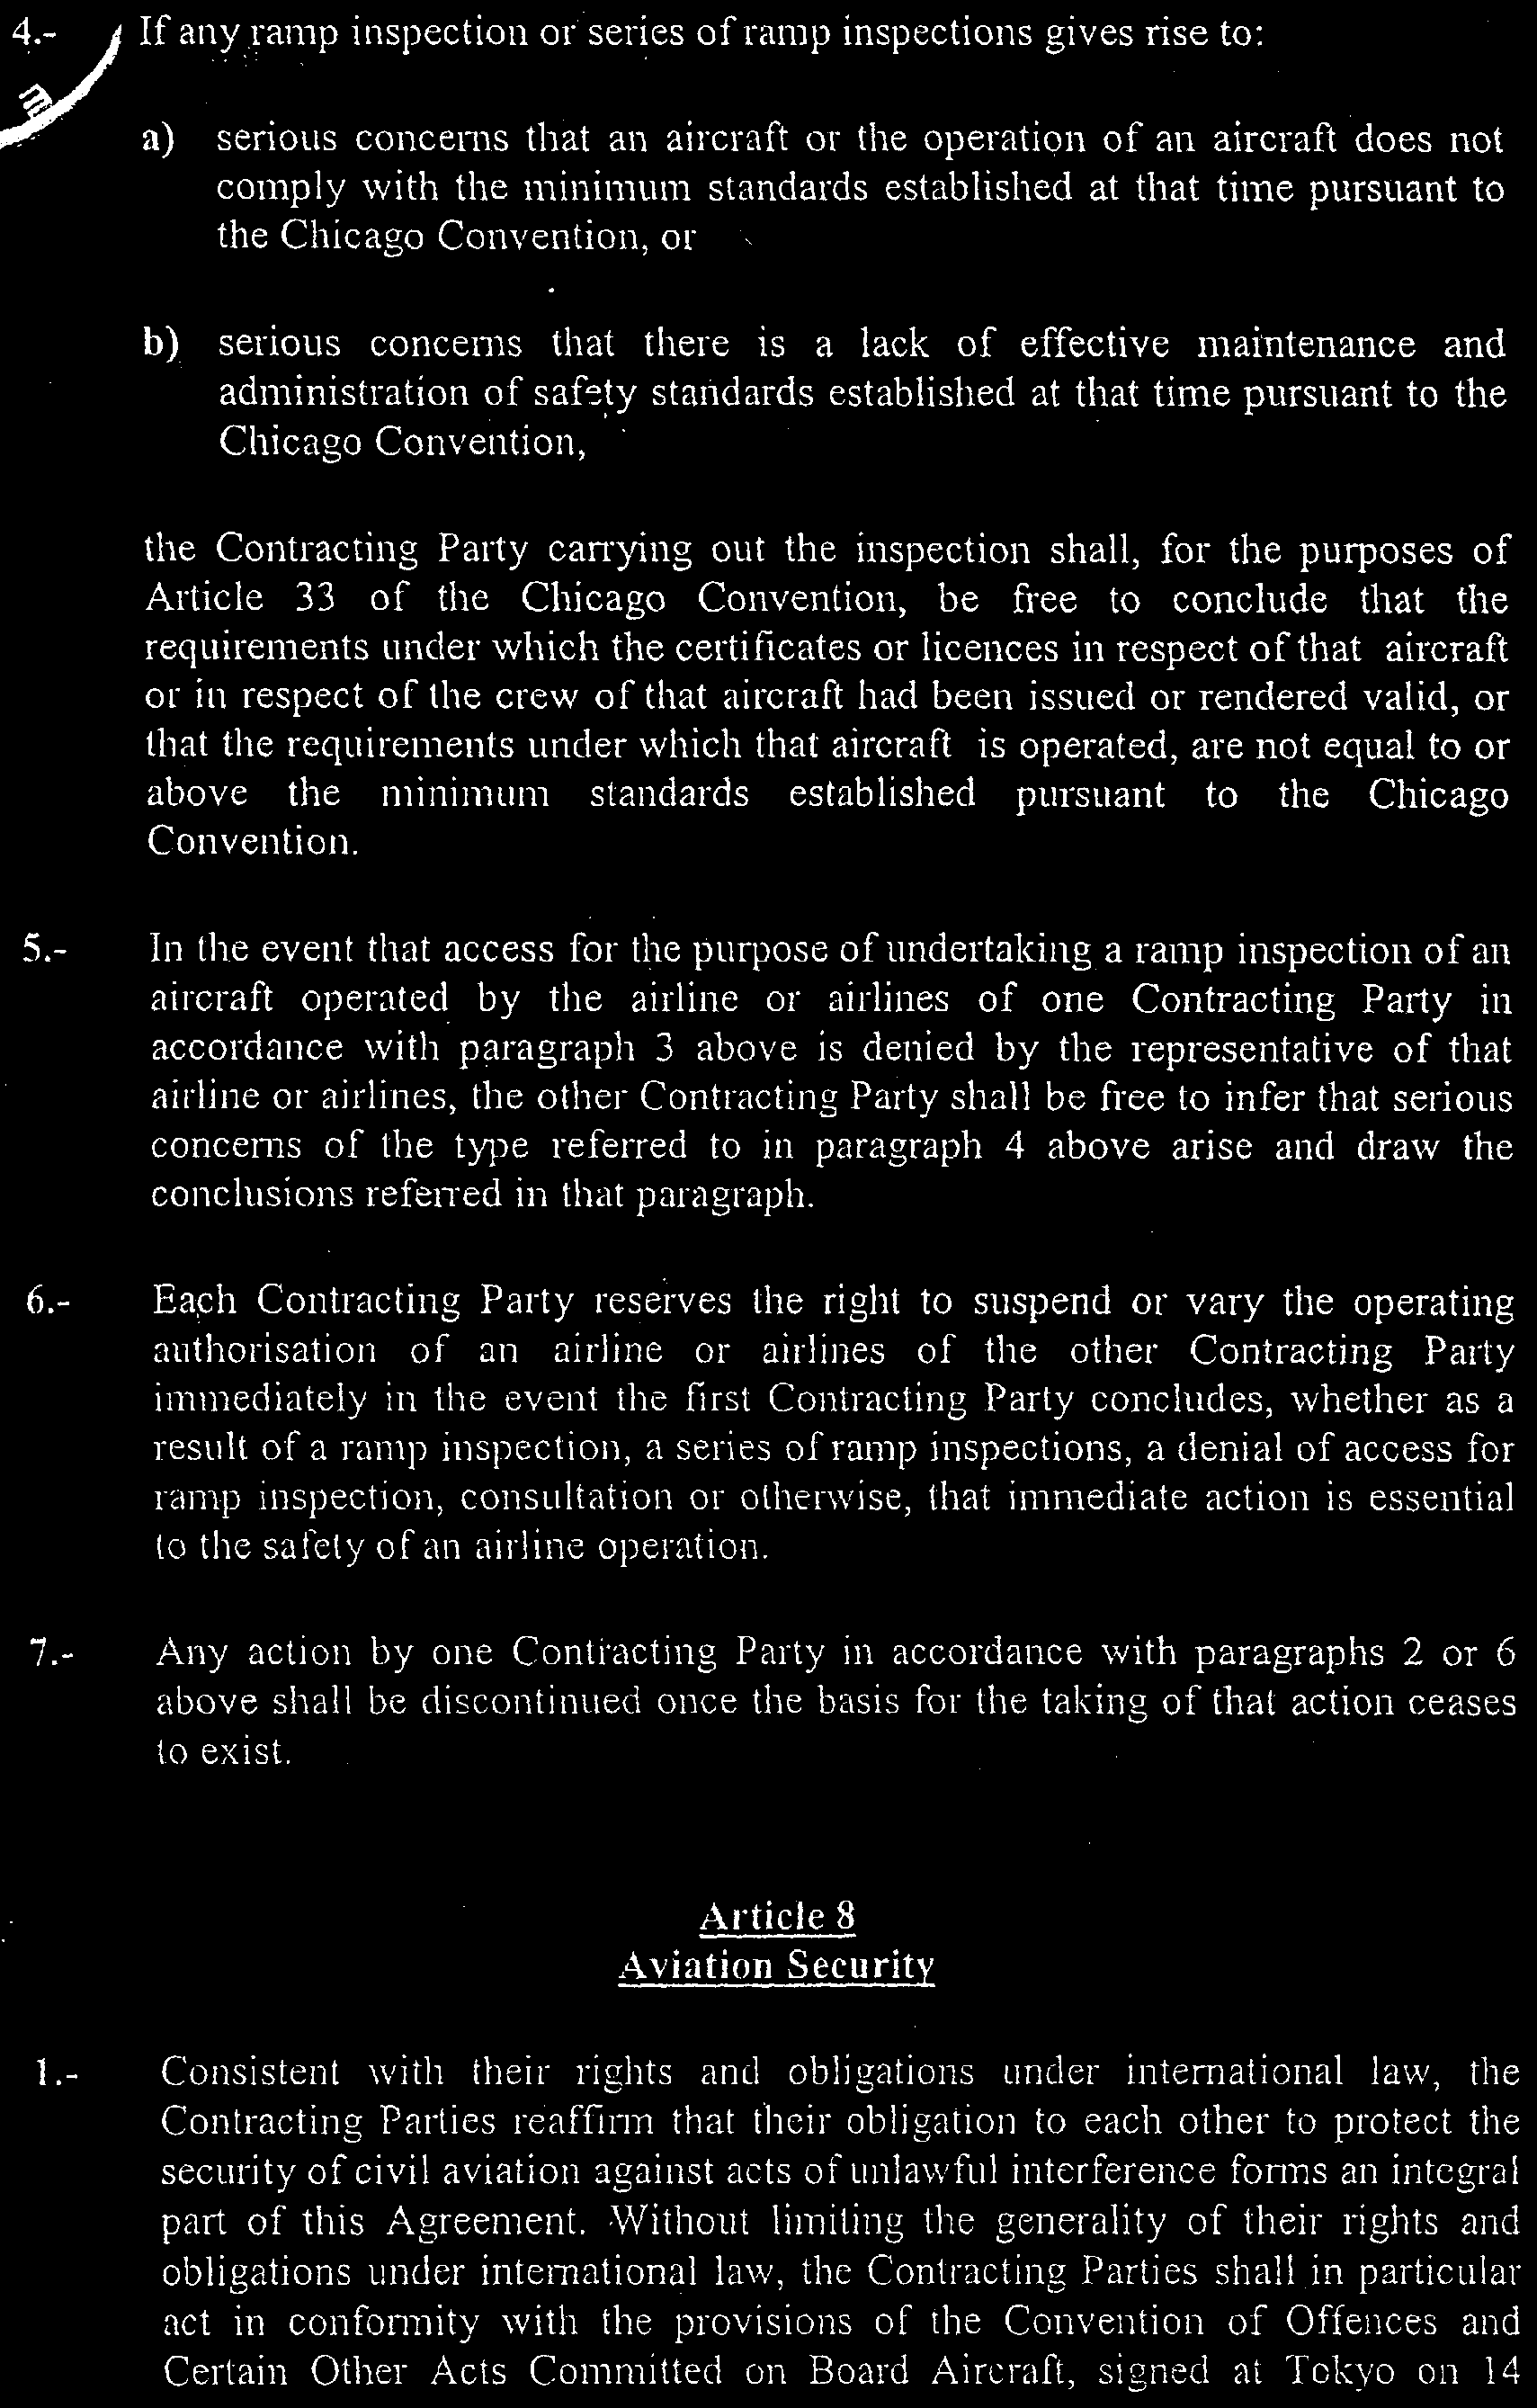 4.- If any ramp inspection or series of ramp inspections gives rise to:
a) serious concerns that an aircraft or the operation of an aircraft does not
comply with the minimum standards established at that time pursuant to
the Chicago Convention, or
b) serious concerns that there is a lack of effective maintenance and
administration of safety standards established at that time pursuant to the
Chicago Convention,
the Contracting Party carrying out the inspection shall, for the purposes of
Article 33 of the Chicago Convention, be free to conclude that the
requirements under which the certificates or licences in respect of that aircraft
or in respect of the crew of that aircraft had been issued or rendered valid, or
that the requirements under which that aircraft is operated, are not equal to or
above the minimum standards established pursuant to the Chicago
Convention.
5.- In the event that access for the purpose of undertaking a ramp inspection of an
aircraft operated by the airline or airlines of one Contracting Party in
accordance with paragraph 3 above is denied by the representative of that
airline or airlines, the other Contracting Party shall be free to infer that serious
concerns of the type referred to in paragraph 4 above arise and draw the
conclusions referred in that paragraph.
6.- Each Contracting Party reserves the right to suspend or vary the operating
authorisation of an airline or airlines of the other Contracting Party
immediately in the event the first Contracting Party concludes, whether as a
result of a ramp inspection, a series of ramp inspections, a denial of access for
ramp inspection, consultation or otherwise, that immediate action is essential
to the safety of an airline operation.
7.- Any action by one Contracting Party in accordance with paragraphs 2 or 6
above shall be discontinued once the basis for the taking of that action ceases
to exist.
Article 8
Aviation Security
1.- Consistent with their rights and obligations under international law, the
Contracting Parties reaffirm that their obligation to each other to protect the
security of civil aviation against acts of unlawful interference forms an integral
part of this Agreement. Without limiting the generality of their rights and
obligations under international law, the Contracting Parties shall in particular
act in conformity with the provisions of the Convention of Offences and
Certain Other Acts Committed on Board Aircraft, signed at Tokyo on 14